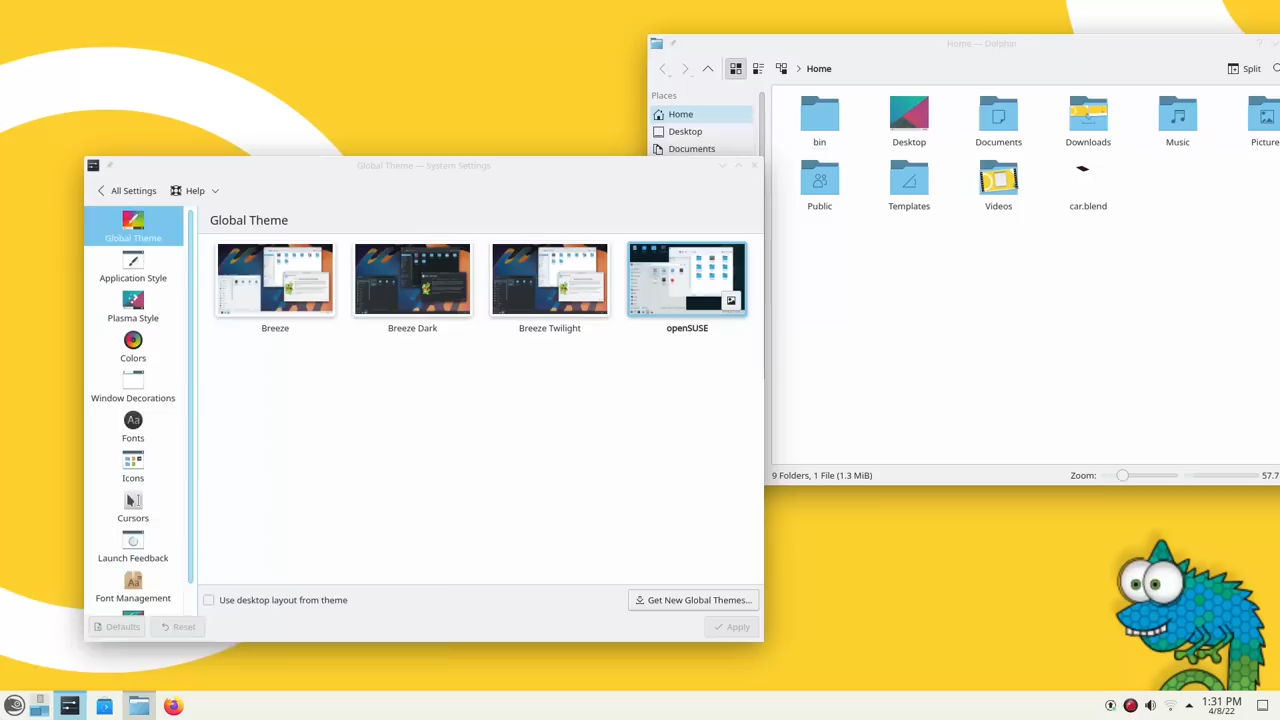 Home — Dolphin
Home
Split
Places
Home
Desktop
Documents
bin
Desktop
Documents
Downloads
Music
Picture
Public
Templates
Videos
car.blend
9 Folders, 1 File (1.3 MiB)
Zoom:
57.7
Global Theme — System Settings
All Settings
Help
Global Theme
Application Style
Plasma Style
Colors
Window Decorations
Aa
Fonts
Icons
Cursors
Launch Feedback
Aa
Font Management
Global Theme
Breeze
Breeze Dark
Breeze Twilight
openSUSE
Use desktop layout from theme
Get New Global Themes...
Defaults
Reset
Apply
1:31 PM
4/8/22